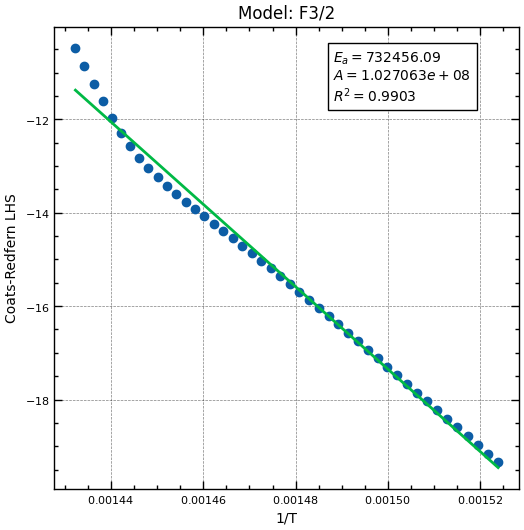 Model: F3/2
E_a = 732456.09
A = 1.027063e + 08
R^2 = 0.9903
−12
−14
−16
−18
Coats-Redfern LHS
0.00144 0.00146 0.00148 0.00150 0.00152
1/T